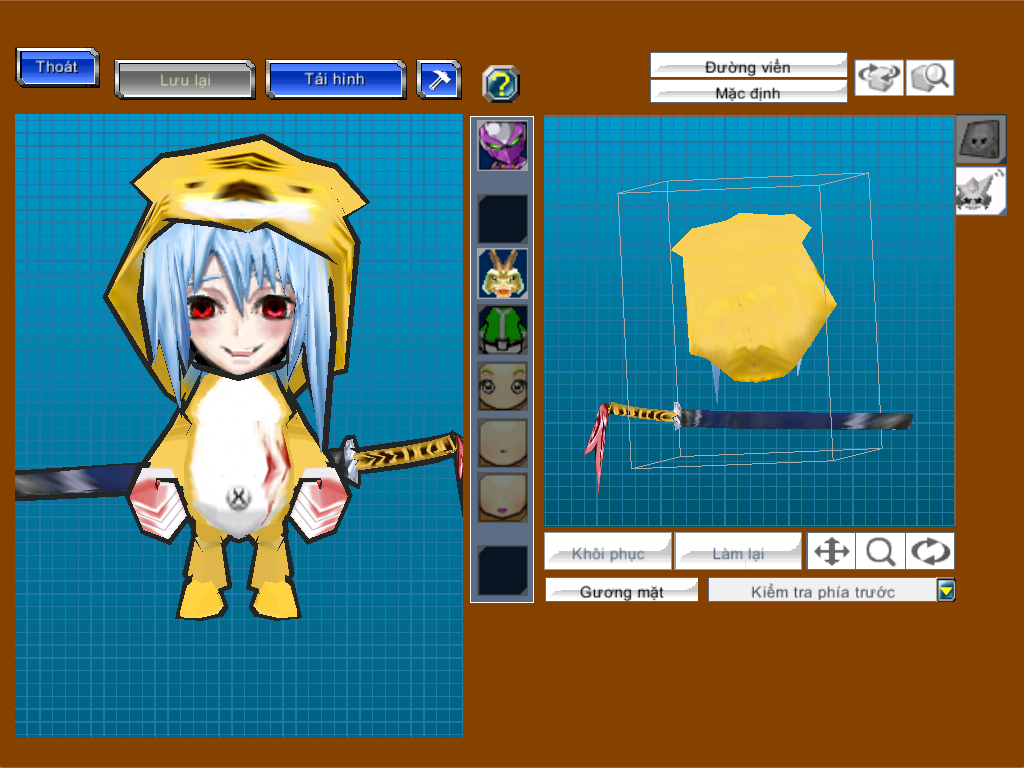 Thoát
Lưu lại
Tải hình
?
Đường viền
Mặc định
Khôi phục
Làm lại
Gương mặt
Kiểm tra phía trước